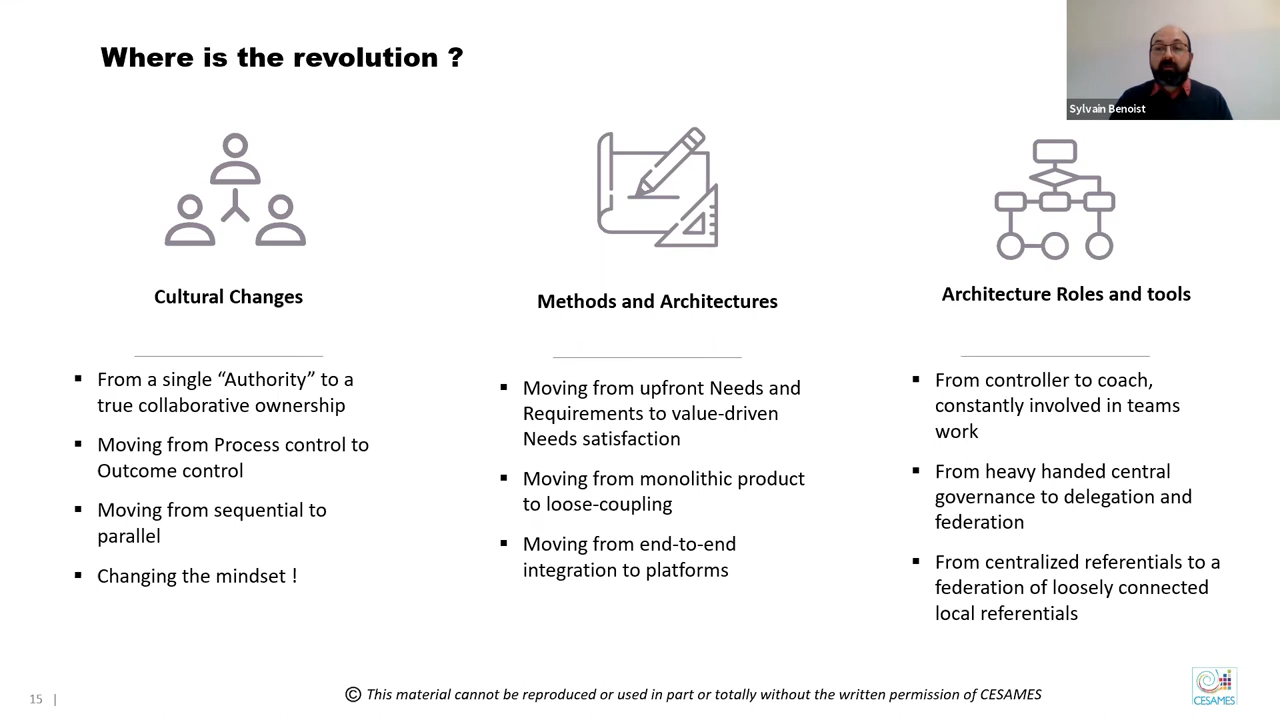 Where is the revolution ?
Sylvain Benoist
Cultural Changes
▪ From a single “Authority” to a
true collaborative ownership
▪ Moving from Process control to
Outcome control
▪ Moving from sequential to
parallel
▪ Changing the mindset !
Methods and Architectures
▪ Moving from upfront Needs and
Requirements to value-driven
Needs satisfaction
▪ Moving from monolithic product
to loose-coupling
▪ Moving from end-to-end
integration to platforms
Architecture Roles and tools
▪ From controller to coach,
constantly involved in teams
work
▪ From heavy handed central
governance to delegation and
federation
▪ From centralized referentials to a
federation of loosely connected
local referentials
15 |
© This material cannot be reproduced or used in part or totally without the written permission of CESAMES
CESAMES